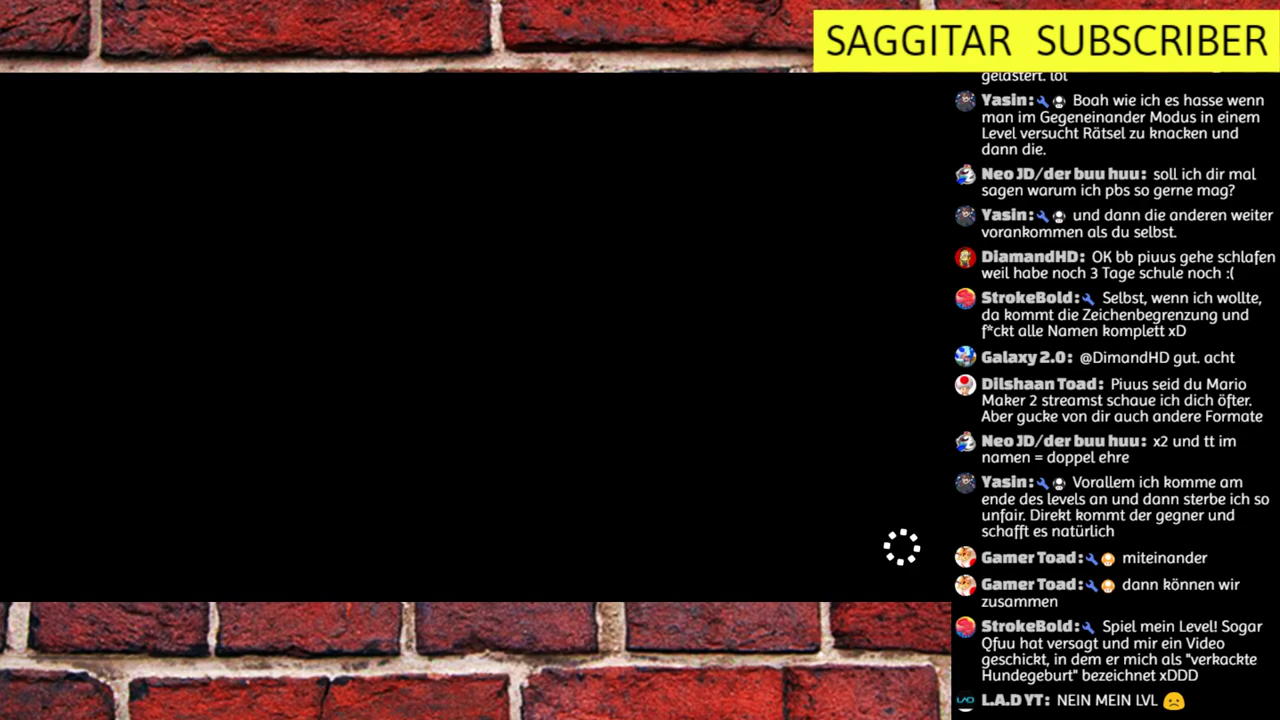 SAGGITAR SUBSCRIBER
gelästert. lol
Yasin: Boah wie ich es hasse wenn
man im Gegeneinander Modus in einem
Level versucht Rätsel zu knacken und
dann die.
Neo JD/der buu huu: soll ich dir mal
sagen warum ich pbs so gerne mag?
Yasin: und dann die anderen weiter
vorankommen als du selbst.
DiamandHD: OK bb piuus gehe schlafen
weil habe noch 3 Tage schule noch :(
StrokeBold: Selbst, wenn ich wollte,
da kommt die Zeichenbegrenzung und
f*ckt alle Namen komplett xD
Galaxy 2.0: @DimandHD gut. acht
Dilshaan Toad: Piuus seid du Mario
Maker 2 streamst schaue ich dich öfter.
Aber gucke von dir auch andere Formate
Neo JD/der buu huu: x2 und tt im
namen = doppel ehre
Yasin: Vorallem ich komme am
ende des levels an und dann sterbe ich so
unfair. Direkt kommt der gegner und
schafft es natürlich
Gamer Toad: miteinander
Gamer Toad: dann können wir
zusammen
StrokeBold: Spiel mein Level! Sogar
Qfuu hat versagt und mir ein Video
geschickt, in dem er mich als "verkackte
Hundegeburt" bezeichnet xDDD
L.A.D YT: NEIN MEIN LVL